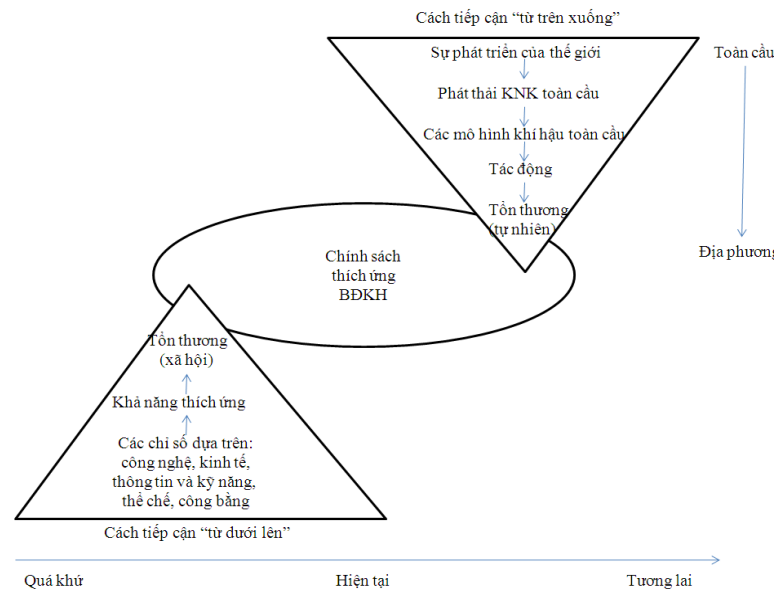 Cách tiếp cận “từ trên xuống”
Sự phát triển của thế giới
Phát thải KNK toàn cầu
Các mô hình khí hậu toàn cầu
Tác động
Tổn thương
(tự nhiên)
Toàn cầu
Địa phương
Chính sách
thích ứng
BĐKH
Tổn thương
(xã hội)
Khả năng thích ứng
Các chỉ số dựa trên:
công nghệ, kinh tế,
thông tin và kỹ năng,
thể chế, công bằng
Cách tiếp cận “từ dưới lên”
Quá khứ
Hiện tại
Tương lai